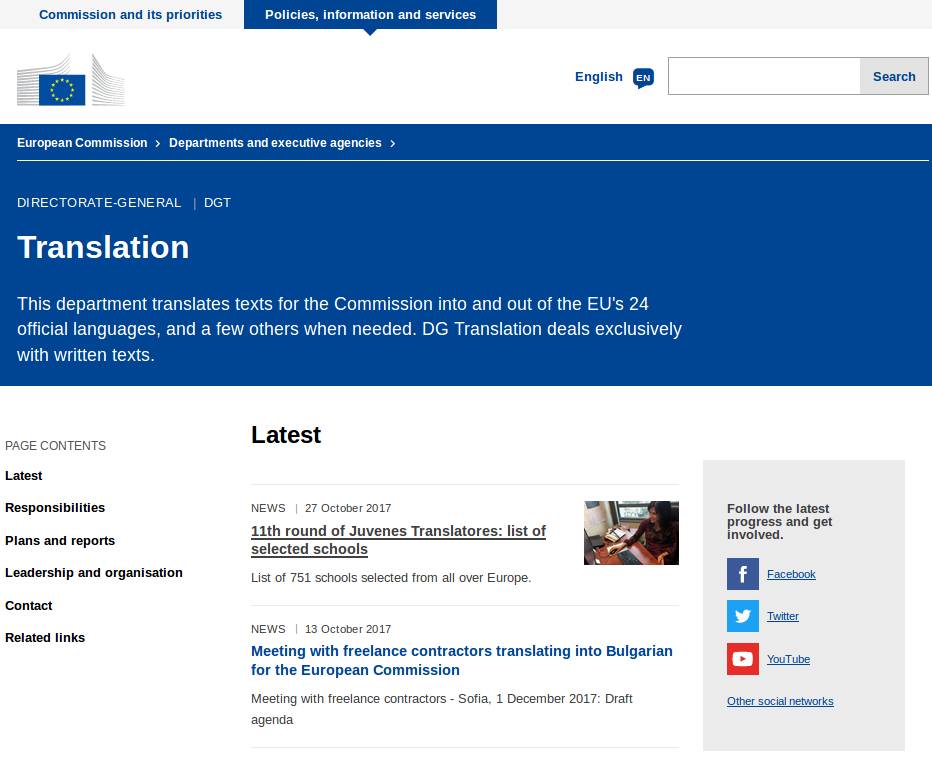 Commission and its priorities
Policies, information and services
English EN
Search
European Commission
Departments and executive agencies
DIRECTORATE-GENERAL | DGT
Translation
This department translates texts for the Commission into and out of the EU's 24
official languages, and a few others when needed. DG Translation deals exclusively
with written texts.
PAGE CONTENTS
Latest
Responsibilities
Plans and reports
Leadership and organisation
Contact
Related links
Latest
NEWS | 27 October 2017
11th round of Juvenes Translatores: list of
selected schools
List of 751 schools selected from all over Europe.
NEWS | 13 October 2017
Meeting with freelance contractors translating into Bulgarian
for the European Commission
Meeting with freelance contractors - Sofia, 1 December 2017: Draft
agenda
Follow the latest
progress and get
involved.
Facebook
Twitter
YouTube
Other social networks